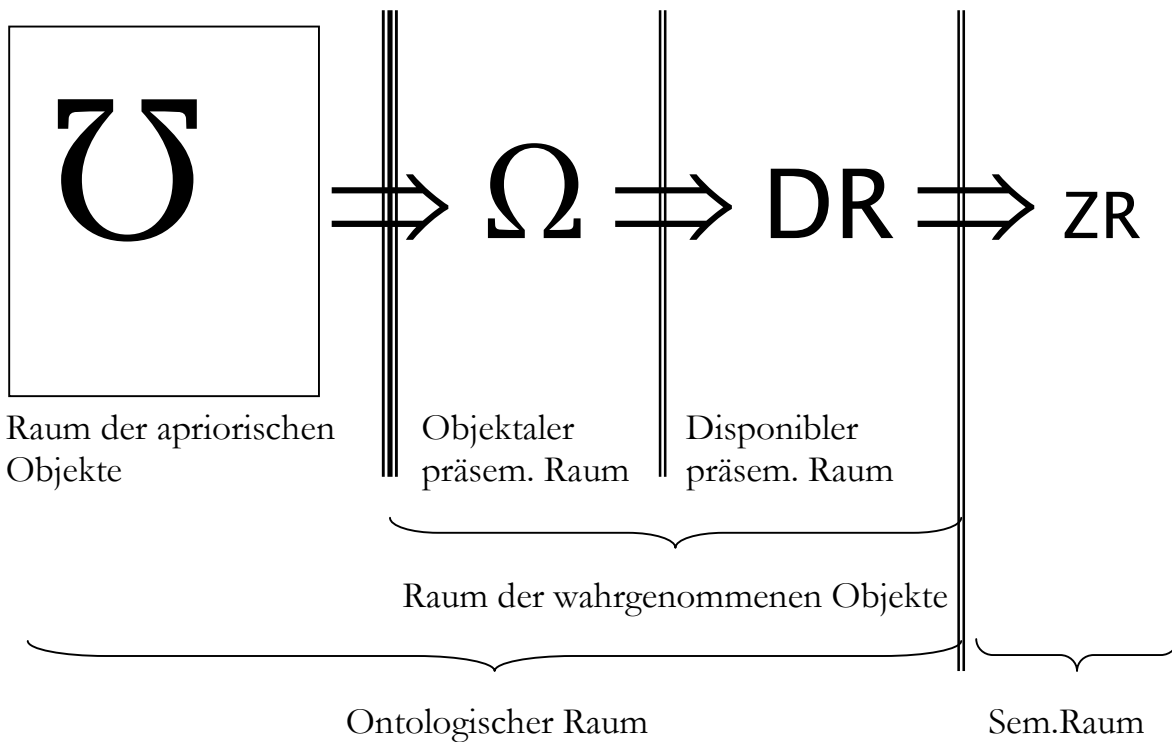 ℧ ⇒ Ω ⇒ DR ⇒ ZR
Raum der apriorischen
Objekte
Objektaler
präsem. Raum
Disponibler
präsem. Raum
Raum der wahrgenommenen Objekte
Ontologischer Raum
Sem.Raum